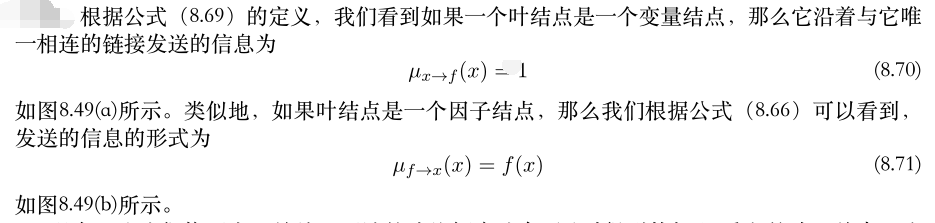 根据公式（8.69）的定义，我们看到如果一个叶结点是一个变量结点，那么它沿着与它唯
一相连的链接发送的信息为
μx→f(x) = 1 (8.70)
如图8.49(a)所示。类似地，如果叶结点是一个因子结点，那么我们根据公式（8.66）可以看到，
发送的信息的形式为
μf→x(x) = f(x) (8.71)
如图8.49(b)所示。